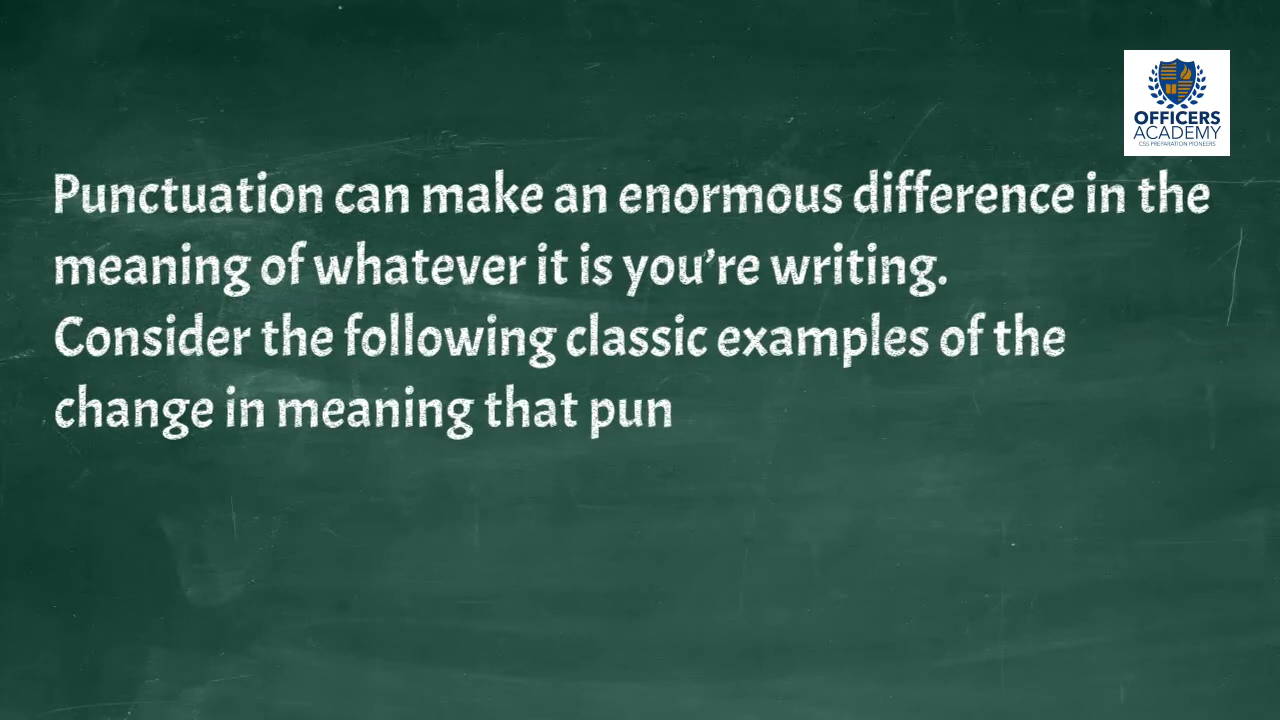 OFFICERS
ACADEMY
CSS PREPARATION PIONEERS
Punctuation can make an enormous difference in the
meaning of whatever it is you’re writing.
Consider the following classic examples of the
change in meaning that pun